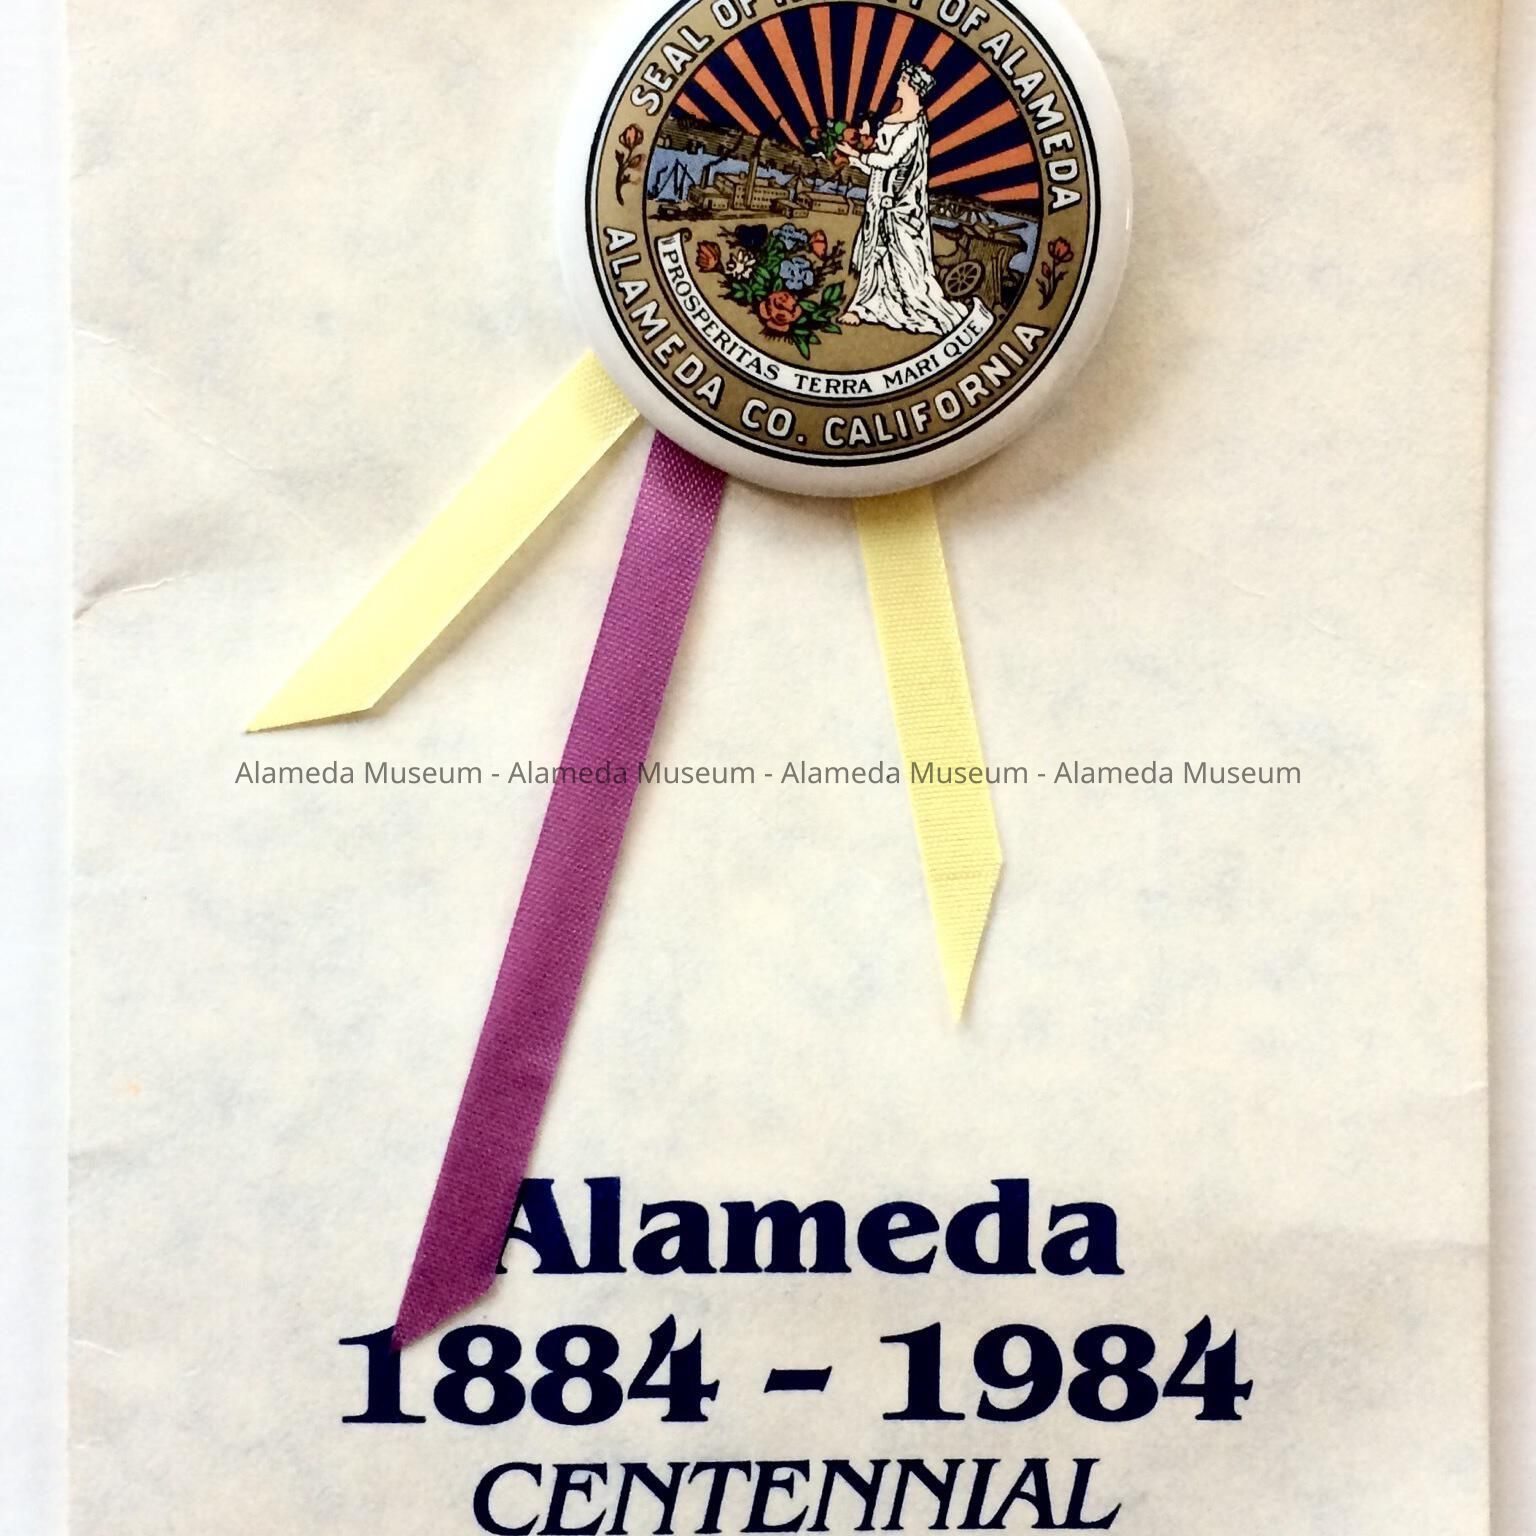 SEAL OF
OF ALAMEDA
ALAMEDA CO. CALIFORNIA
PROSPERITAS TERRA MARI QUE
Alameda Museum - Alameda Museum - Alameda Museum - Alameda Museum
Alameda
1884 - 1984
CENTENNIAL